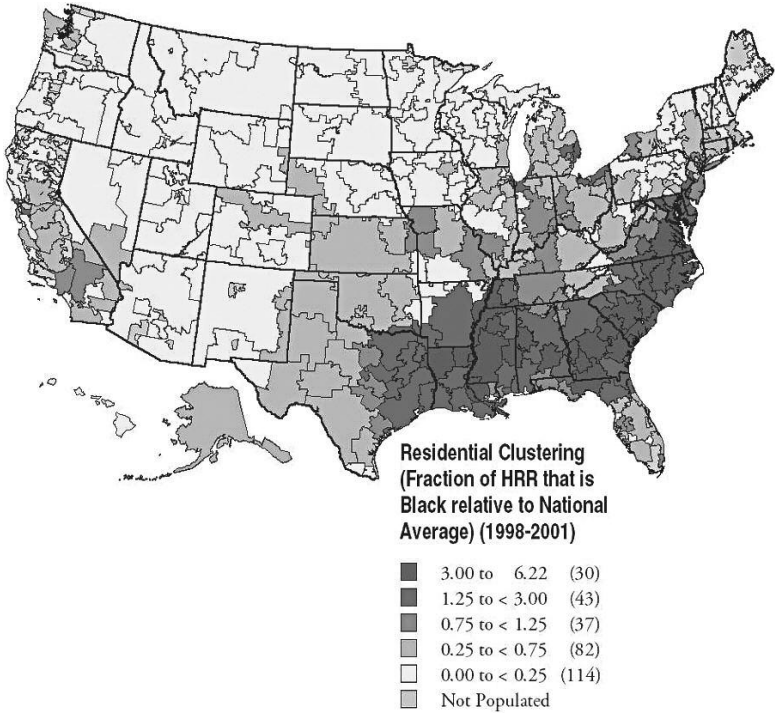 Residential Clustering
(Fraction of HRR that is
Black relative to National
Average) (1998-2001)
3.00 to 6.22 (30)
1.25 to < 3.00 (43)
0.75 to < 1.25 (37)
0.25 to < 0.75 (82)
0.00 to < 0.25 (114)
Not Populated